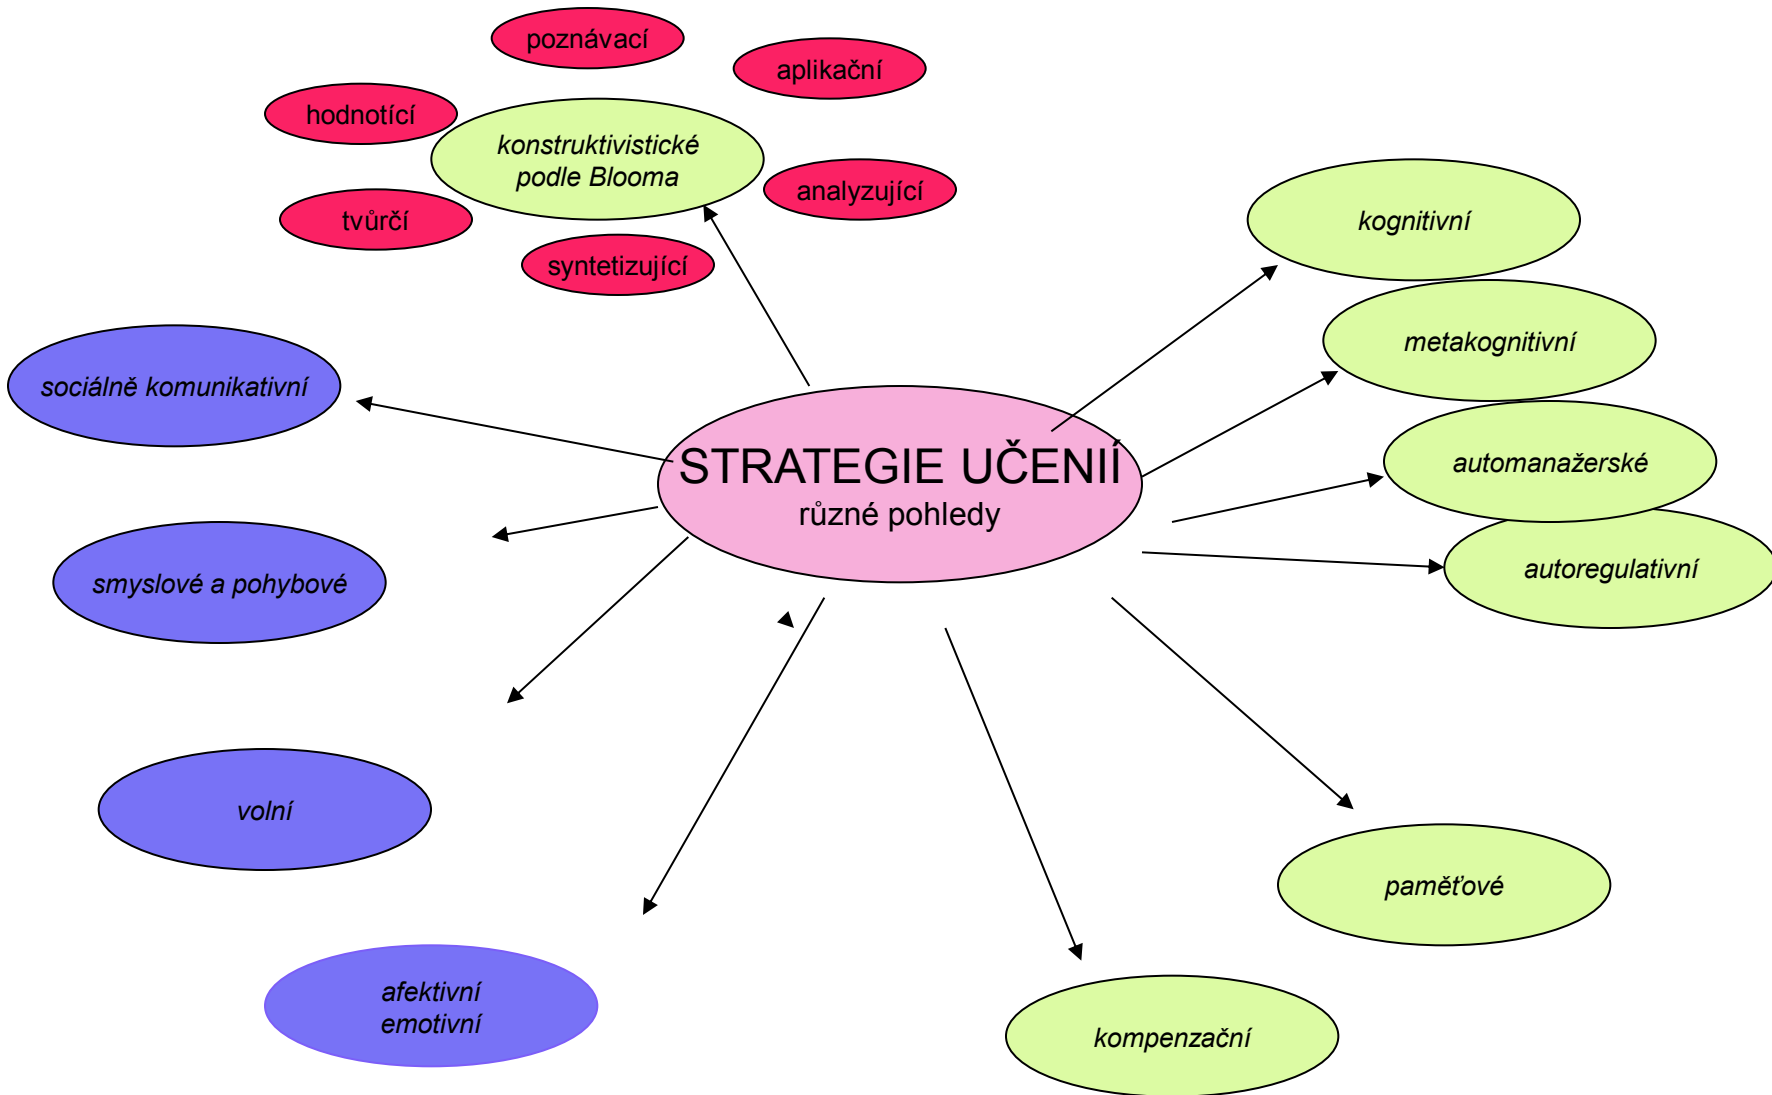 poznávací
aplikační
hodnotící
konstruktivistické
podle Blooma
analyzující
tvůrčí
syntetizující
kognitivní
metakognitivní
sociálně komunikativní
STRATEGIE UČENIÍ
různé pohledy
automanažerské
autoregulativní
smyslové a pohybové
volní
paměťové
afektivní
emotivní
kompenzační